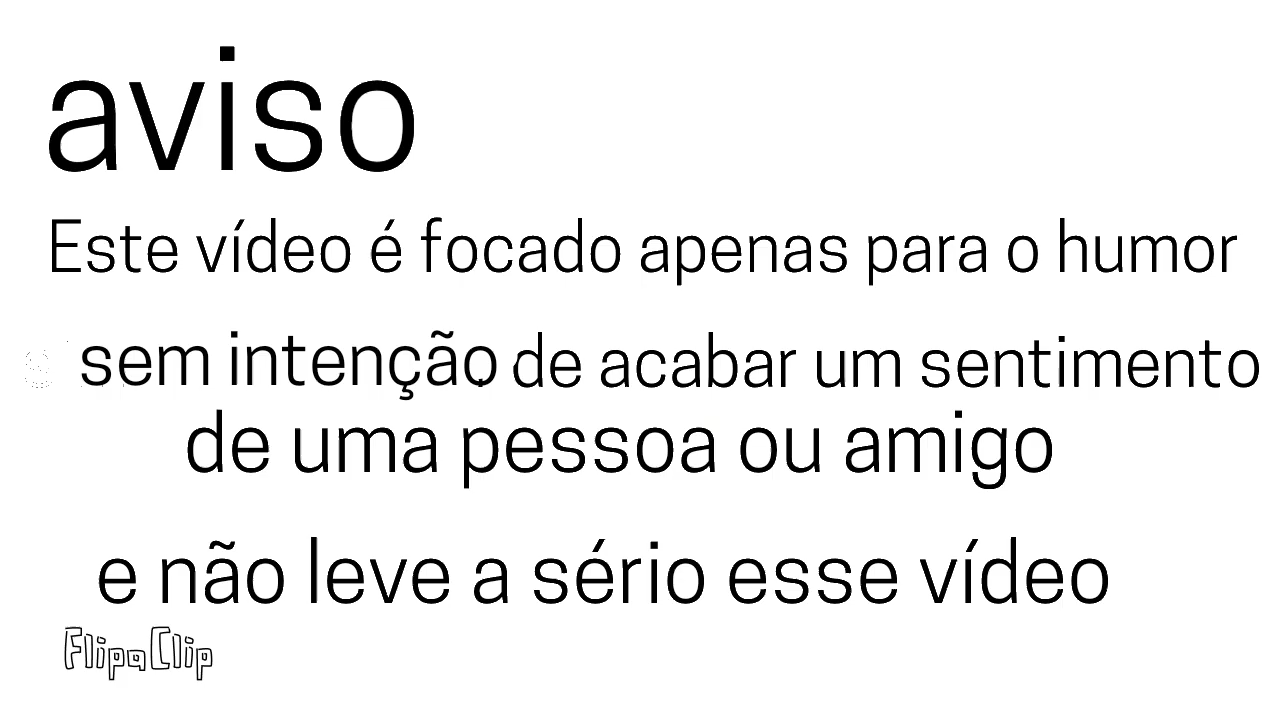 aviso
Este vídeo é focado apenas para o humor
sem intenção de acabar um sentimento
de uma pessoa ou amigo
e não leve a sério esse vídeo
FlipaClip